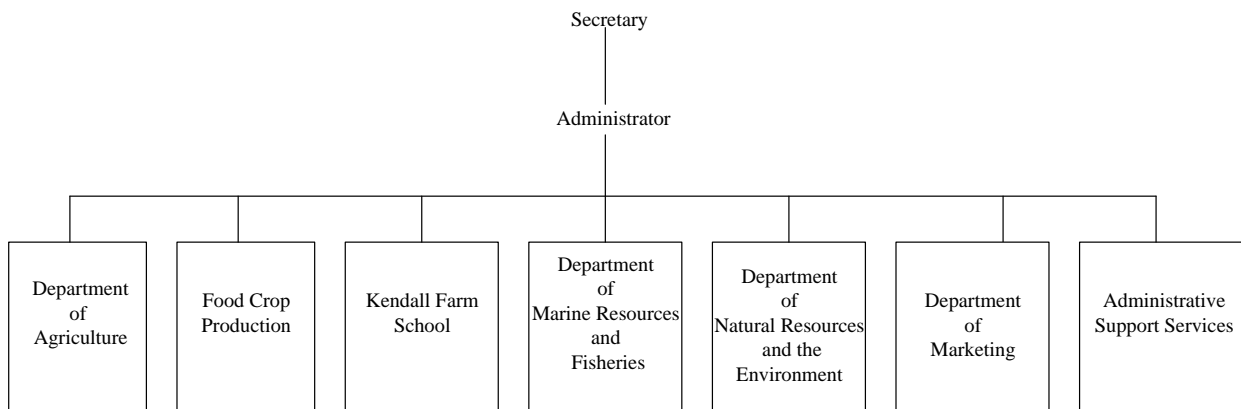 Secretary
Administrator
Department
of
Agriculture
Food Crop
Production
Kendall Farm
School
Department
of
Marine Resources
and
Fisheries
Department
of
Natural Resources
and the
Environment
Department
of
Marketing
Administrative
Support Services